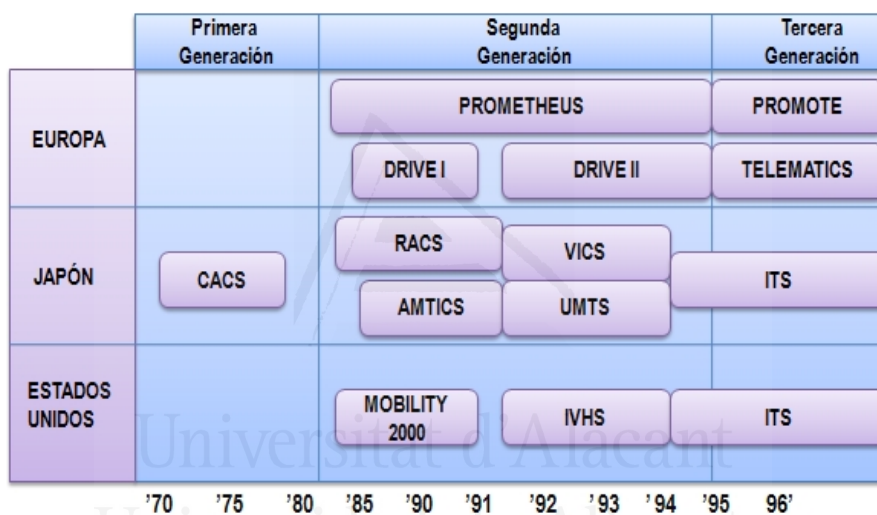 Primera
Generación
Segunda
Generación
Tercera
Generación
EUROPA
PROMETHEUS
PROMOTE
DRIVE I
DRIVE II
TELEMATICS
JAPÓN
CACS
RACS
VICS
ITS
AMTICS
UMTS
ESTADOS
UNIDOS
MOBILITY
2000
IVHS
ITS
Universitat d'Alacant
'70 '75 '80 '85 '90 '91 '92 '93 '94 '95 96'